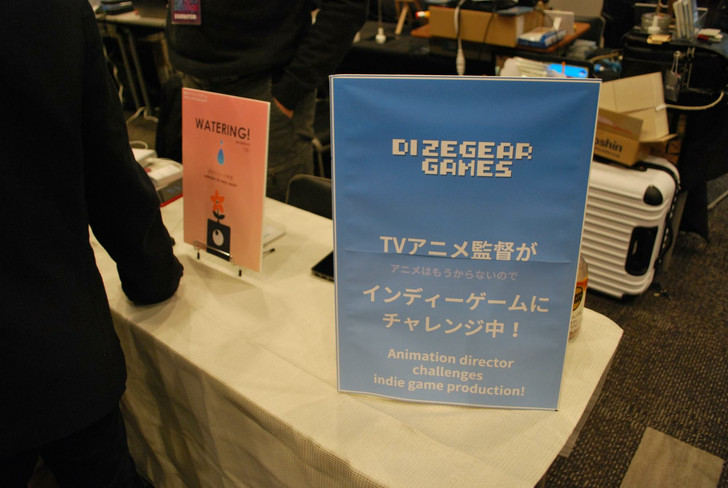 WATERING!
DIZEGEAR
GAMES
TVアニメ監督が
アニメはもうからないので
インディーゲームに
チャレンジ中！
Animation director
challenges
indie game production!